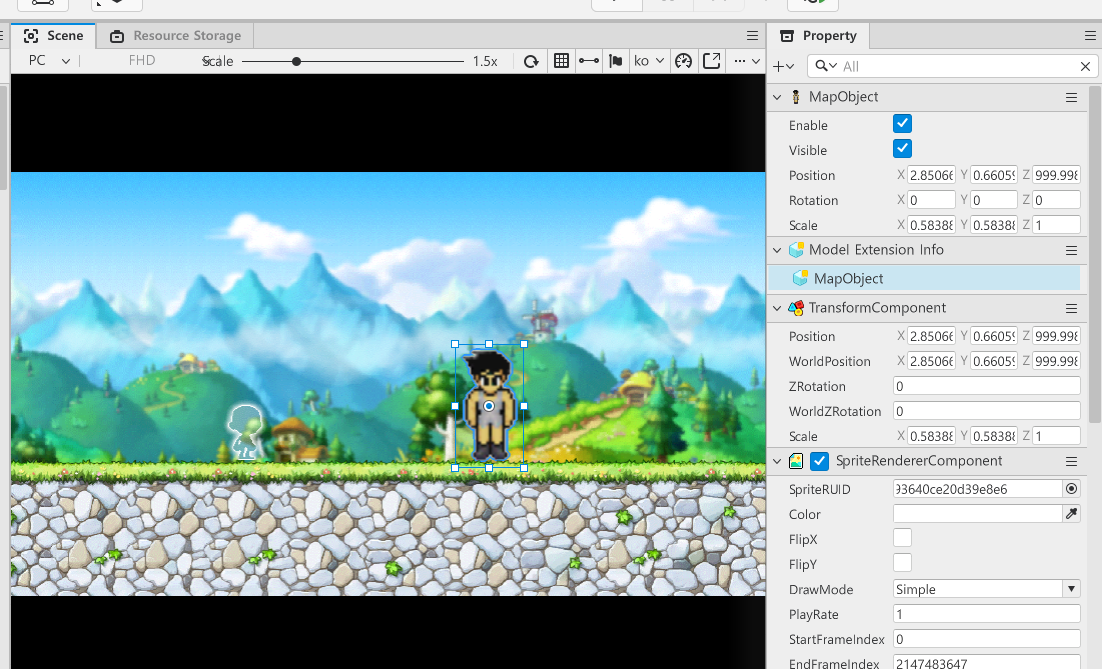 Scene
Resource Storage
PC
FHD
Scale
1.5x
ko
Property
All
MapObject
Enable
Visible
Position X 2.85066 Y 0.66059 Z 999.998
Rotation X 0 Y 0 Z 0
Scale X 0.58388 Y 0.58388 Z 1
Model Extension Info
MapObject
TransformComponent
Position X 2.85066 Y 0.66059 Z 999.998
WorldPosition X 2.85066 Y 0.66059 Z 999.998
ZRotation 0
WorldZRotation 0
Scale X 0.58388 Y 0.58388 Z 1
SpriteRendererComponent
SpriteRUID 93640ce20d39e8e6
Color
FlipX
FlipY
DrawMode Simple
PlayRate 1
StartFrameIndex 0
EndFrameIndex 2147483647